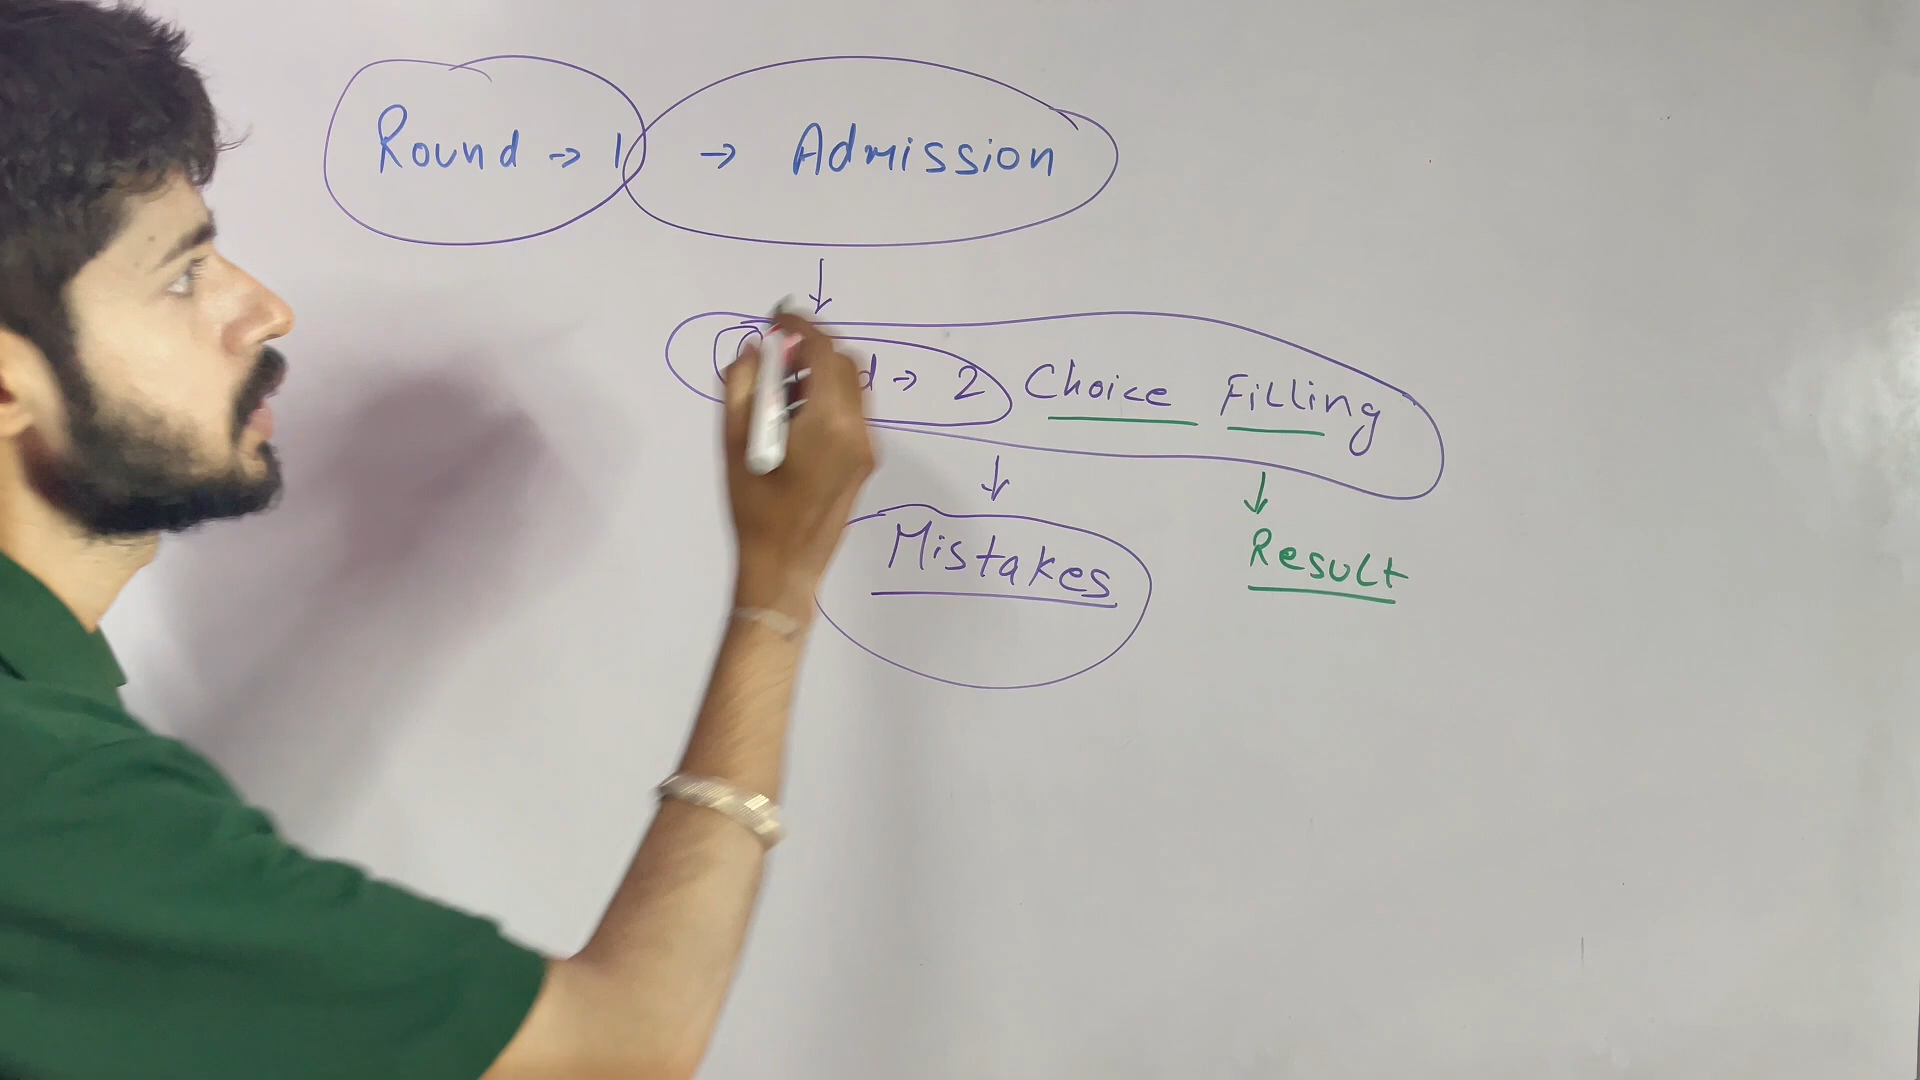 Round → 1 → Admission
↓
d → 2 Choice Filling
↓ ↓
Mistakes Result